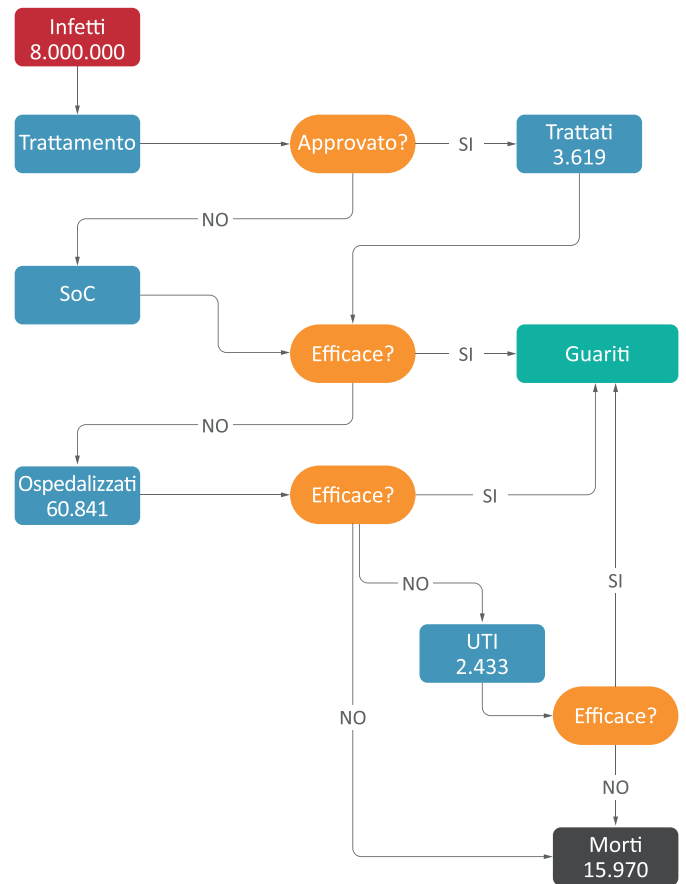 Infetti
8.000.000
Trattamento
Approvato?
SI
Trattati
3.619
NO
SoC
Efficace?
SI
Guariti
NO
Ospedalizzati
60.841
Efficace?
SI
NO
SI
UTI
2.433
NO
Efficace?
NO
Morti
15.970